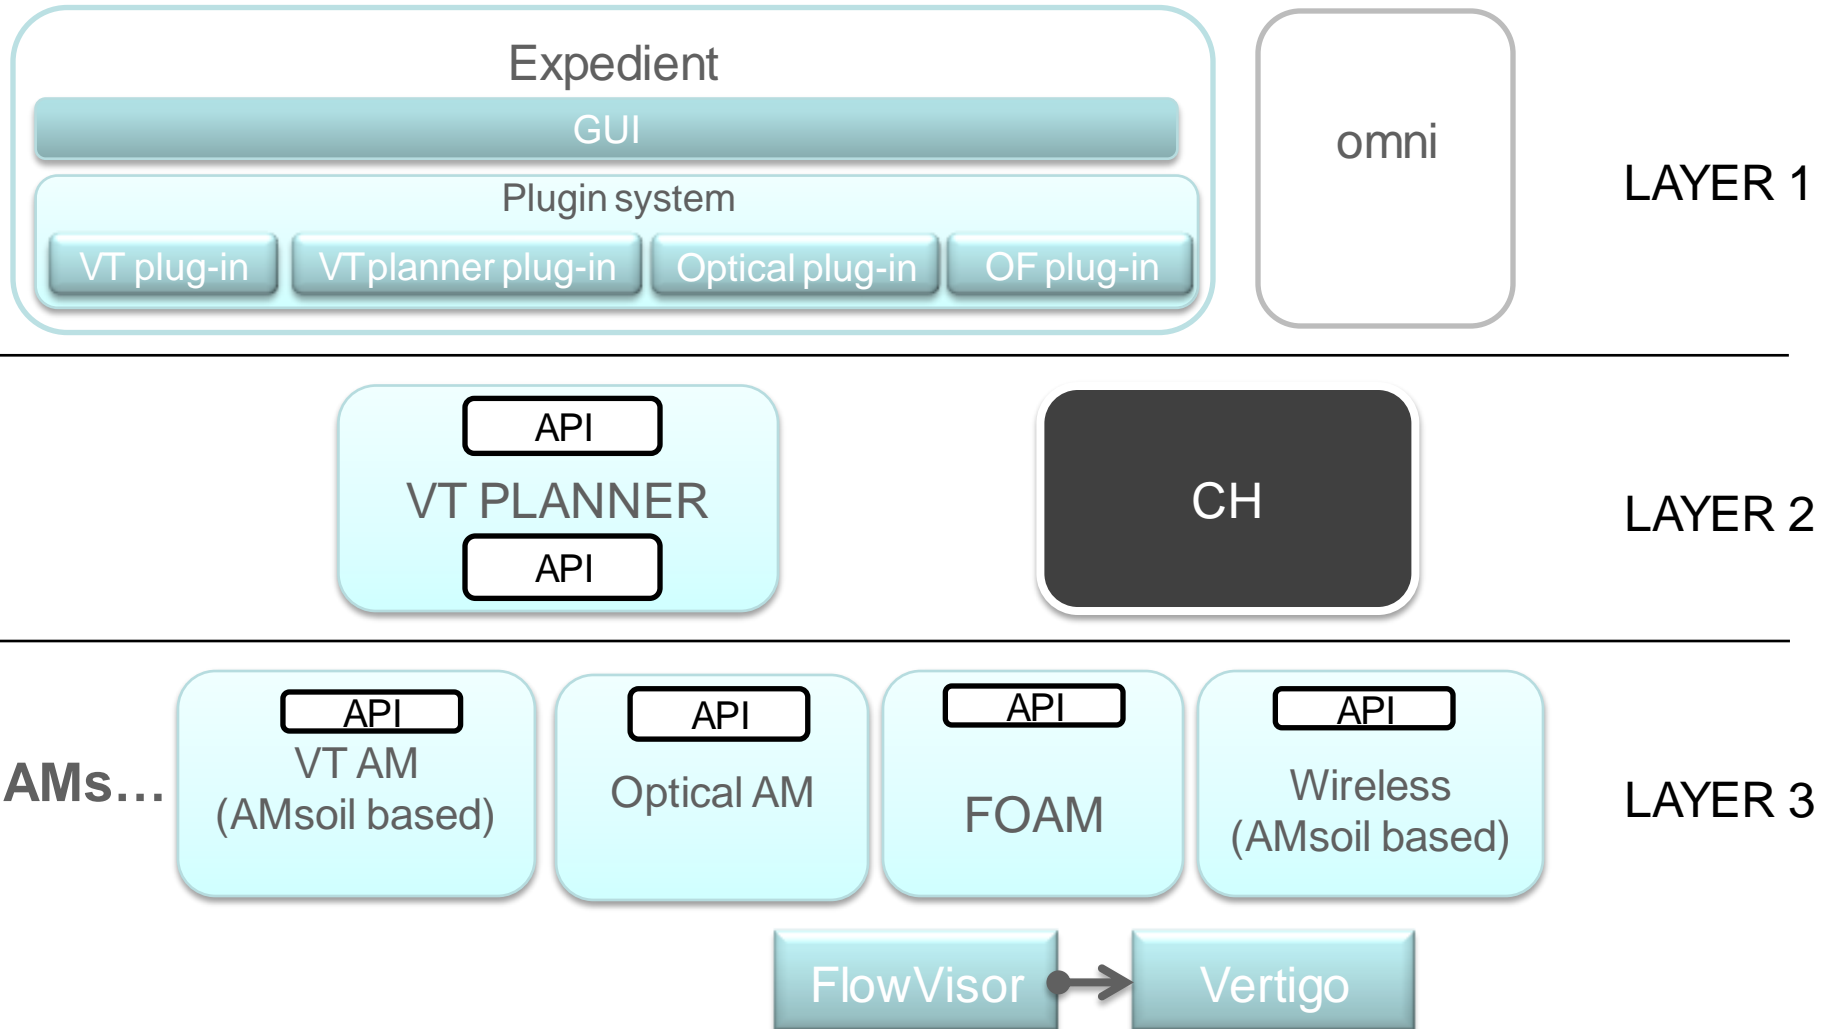 Expedient
GUI
Plugin system
VT plug-in
VTplanner plug-in
Optical plug-in
OF plug-in
omni
LAYER 1
API
VT PLANNER
API
CH
LAYER 2
AMs...
API
VT AM
(AMsoil based)
API
Optical AM
API
FOAM
API
Wireless
(AMsoil based)
LAYER 3
FlowVisor
Vertigo